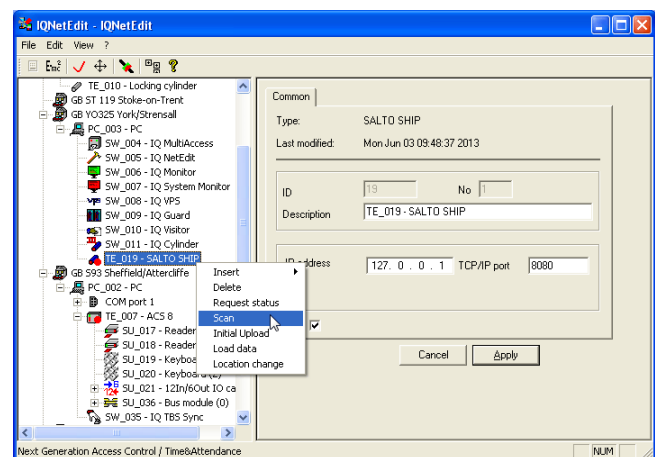 IQNetEdit - IQNetEdit
File Edit View ?
TE_010 - Locking cylinder
GB ST 119 Stoke-on-Trent
GB YO325 York/Strensall
PC_003 - PC
SW_004 - IQ MultiAccess
SW_005 - IQ NetEdit
SW_006 - IQ Monitor
SW_007 - IQ System Monitor
SW_008 - IQ VPS
SW_009 - IQ Guard
SW_010 - IQ Visitor
SW_011 - IQ Cylinder
TE_019 - SALTO SHIP
GB S93 Sheffield/Attercliffe
PC_002 - PC
COM port 1
TE_007 - ACS 8
SU_017 - Reader
SU_018 - Reader
SU_019 - Keyboa
SU_020 - Keyboard (2)
SU_021 - 12In/6Out IO ca
SU_036 - Bus module (0)
SW_035 - IQ TBS Sync
Insert
Delete
Request status
Scan
Initial Upload
Load data
Location change
Common
Type: SALTO SHIP
Last modified: Mon Jun 03 09:48:37 2013
ID 19 No 1
Description TE_019 - SALTO SHIP
IP address 127. 0 . 0 . 1 TCP/IP port 8080
Cancel Apply
Next Generation Access Control / Time&Attendance NUM